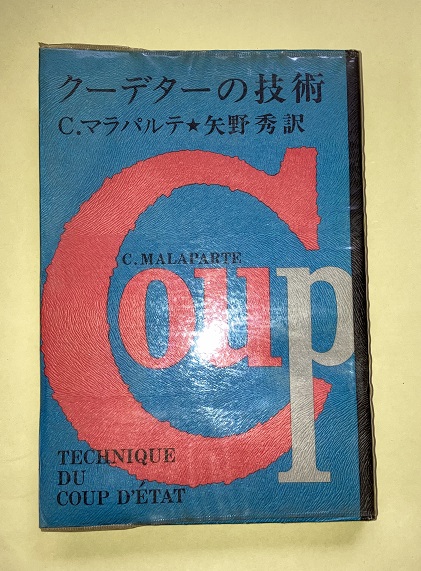 クーデターの技術
C.マラパルテ★矢野 秀訳
Coup
C. MALAPARTE
TECHNIQUE
DU
COUP D'ÉTAT